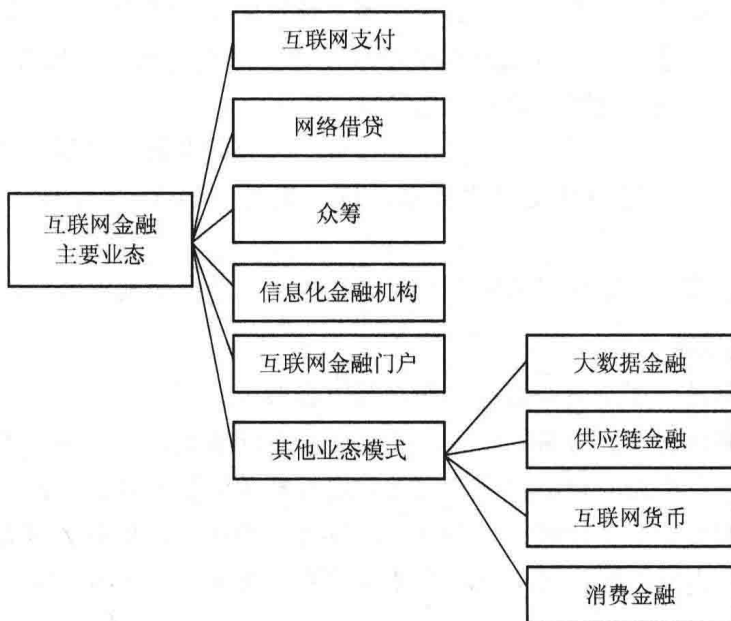 互联网支付
网络借贷
众筹
互联网金融
主要业态
信息化金融机构
互联网金融门户
其他业态模式
大数据金融
供应链金融
互联网货币
消费金融